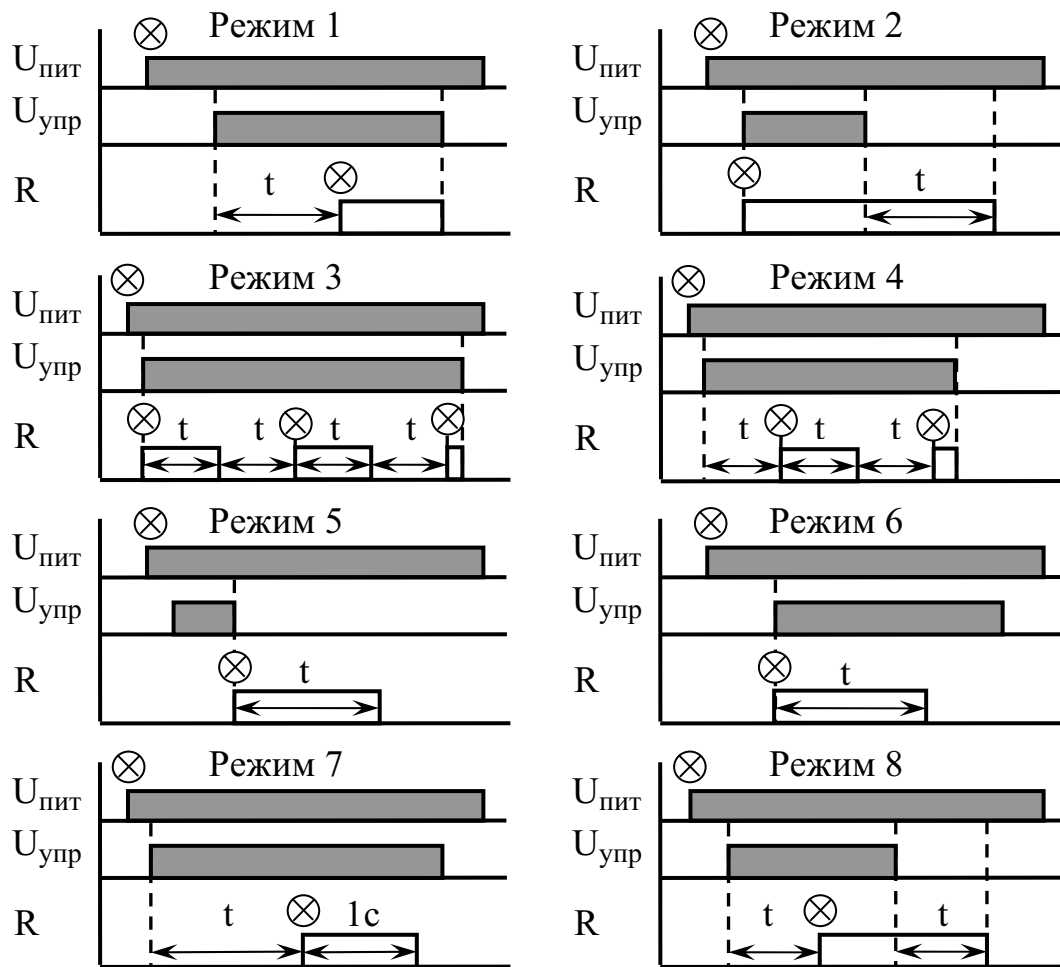 Режим 1
Uпит
Uупр
t
R
Режим 2
Uпит
Uупр
t
R
Режим 3
Uпит
Uупр
R
t t t t
Режим 4
Uпит
Uупр
R
t t t
Режим 5
Uпит
Uупр
R
t
Режим 6
Uпит
Uупр
R
t
Режим 7
Uпит
Uупр
R
t 1с
Режим 8
Uпит
Uупр
R
t t